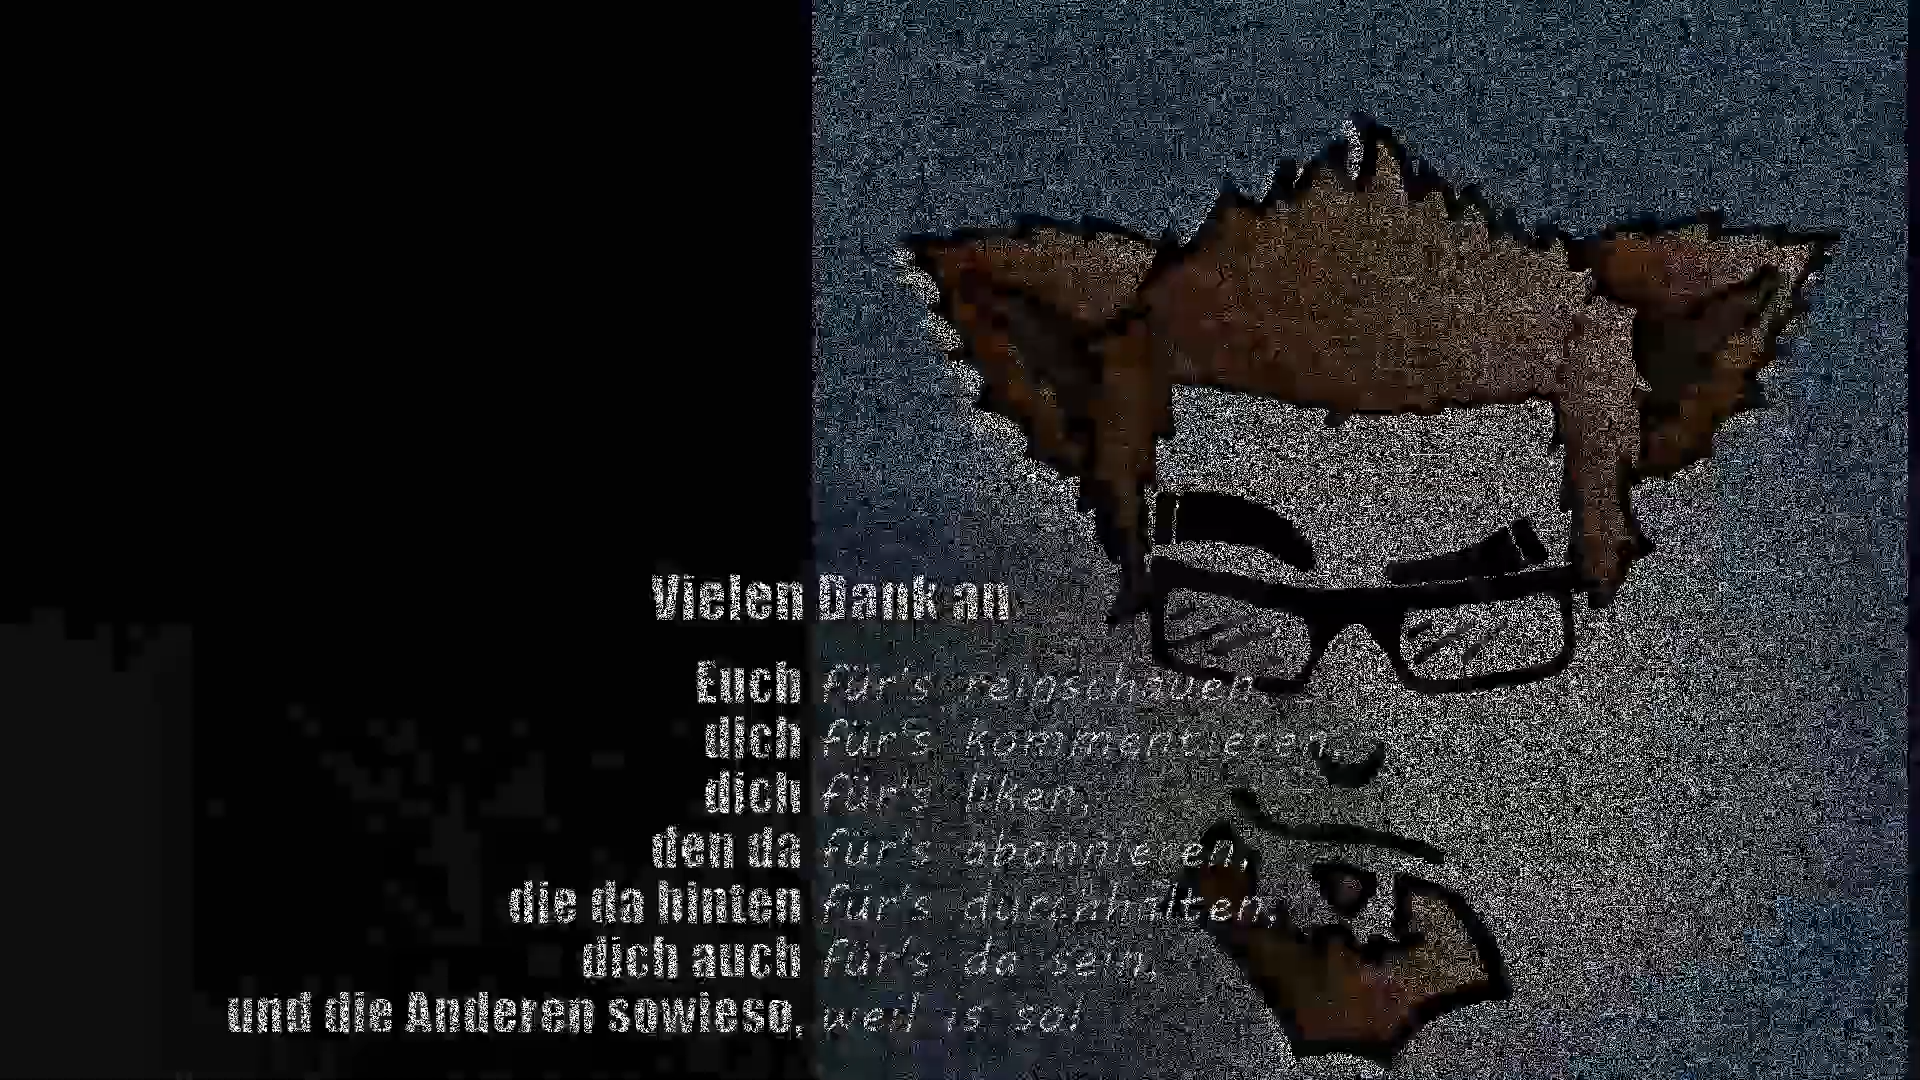 Vielen Dank an
Euch für's reinschauen,
dich für's kommentieren,
dich für's liken,
den da für's abonnieren,
die da hinten für's durchhalten,
dich auch für's da sein,
und die Anderen sowieso, weil is so!